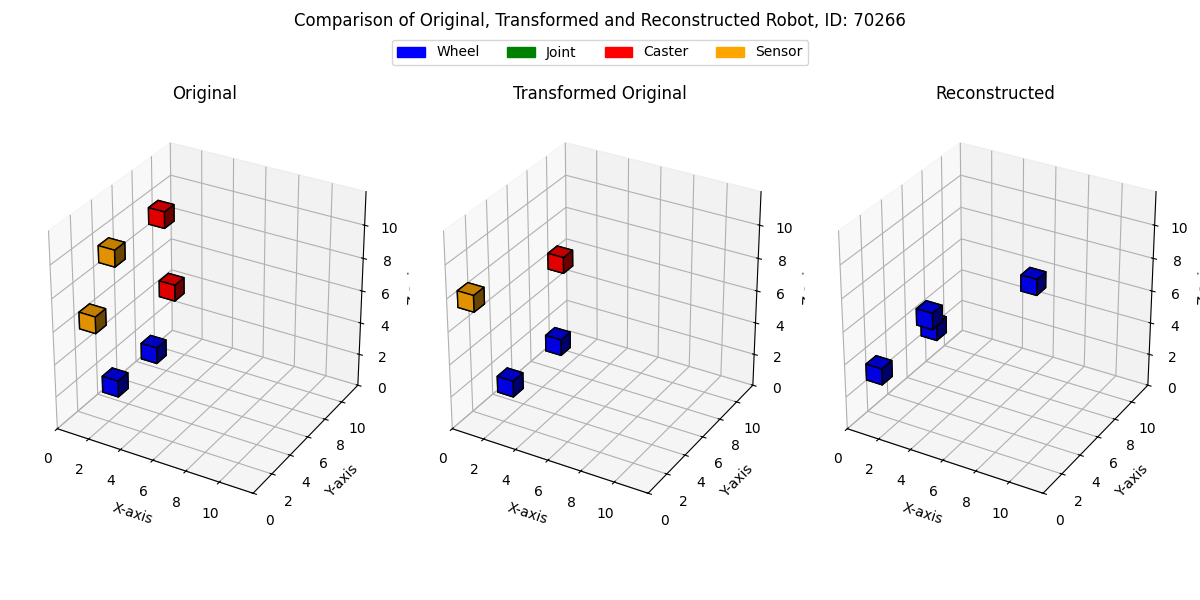 Comparison of Original, Transformed and Reconstructed Robot, ID: 70266
Wheel Joint Caster Sensor
Original
Transformed Original
Reconstructed
0 2 4 6 8 10
X-axis
0 2 4 6 8 10
Y-axis
0 2 4 6 8 10
0 2 4 6 8 10
X-axis
0 2 4 6 8 10
Y-axis
0 2 4 6 8 10
0 2 4 6 8 10
X-axis
0 2 4 6 8 10
Y-axis
0 2 4 6 8 10